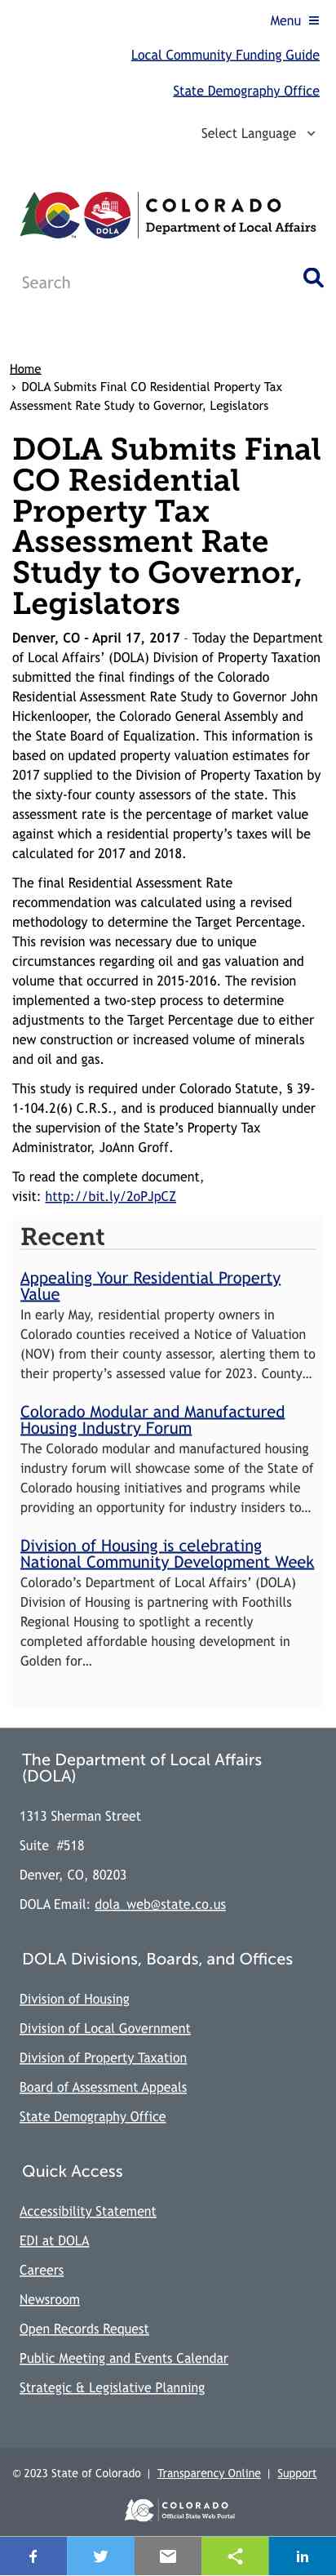 Menu
Local Community Funding Guide
State Demography Office
Select Language
DOLA
COLORADO
Department of Local Affairs
Search
Home
› DOLA Submits Final CO Residential Property Tax
Assessment Rate Study to Governor, Legislators
DOLA Submits Final
CO Residential
Property Tax
Assessment Rate
Study to Governor,
Legislators
Denver, CO - April 17, 2017 - Today the Department
of Local Affairs’ (DOLA) Division of Property Taxation
submitted the final findings of the Colorado
Residential Assessment Rate Study to Governor John
Hickenlooper, the Colorado General Assembly and
the State Board of Equalization. This information is
based on updated property valuation estimates for
2017 supplied to the Division of Property Taxation by
the sixty-four county assessors of the state. This
assessment rate is the percentage of market value
against which a residential property’s taxes will be
calculated for 2017 and 2018.
The final Residential Assessment Rate
recommendation was calculated using a revised
methodology to determine the Target Percentage.
This revision was necessary due to unique
circumstances regarding oil and gas valuation and
volume that occurred in 2015-2016. The revision
implemented a two-step process to determine
adjustments to the Target Percentage due to either
new construction or increased volume of minerals
and oil and gas.
This study is required under Colorado Statute, § 39-
1-104.2(6) C.R.S., and is produced biannually under
the supervision of the State’s Property Tax
Administrator, JoAnn Groff.
To read the complete document,
visit: http://bit.ly/2oPJpCZ
Recent
Appealing Your Residential Property
Value
In early May, residential property owners in
Colorado counties received a Notice of Valuation
(NOV) from their county assessor, alerting them to
their property’s assessed value for 2023. County...
Colorado Modular and Manufactured
Housing Industry Forum
The Colorado modular and manufactured housing
industry forum will showcase some of the State of
Colorado housing initiatives and programs while
providing an opportunity for industry insiders to...
Division of Housing is celebrating
National Community Development Week
Colorado’s Department of Local Affairs’ (DOLA)
Division of Housing is partnering with Foothills
Regional Housing to spotlight a recently
completed affordable housing development in
Golden for...
The Department of Local Affairs
(DOLA)
1313 Sherman Street
Suite #518
Denver, CO, 80203
DOLA Email: dola_web@state.co.us
DOLA Divisions, Boards, and Offices
Division of Housing
Division of Local Government
Division of Property Taxation
Board of Assessment Appeals
State Demography Office
Quick Access
Accessibility Statement
EDI at DOLA
Careers
Newsroom
Open Records Request
Public Meeting and Events Calendar
Strategic & Legislative Planning
© 2023 State of Colorado | Transparency Online | Support
COLORADO
Official State Web Portal